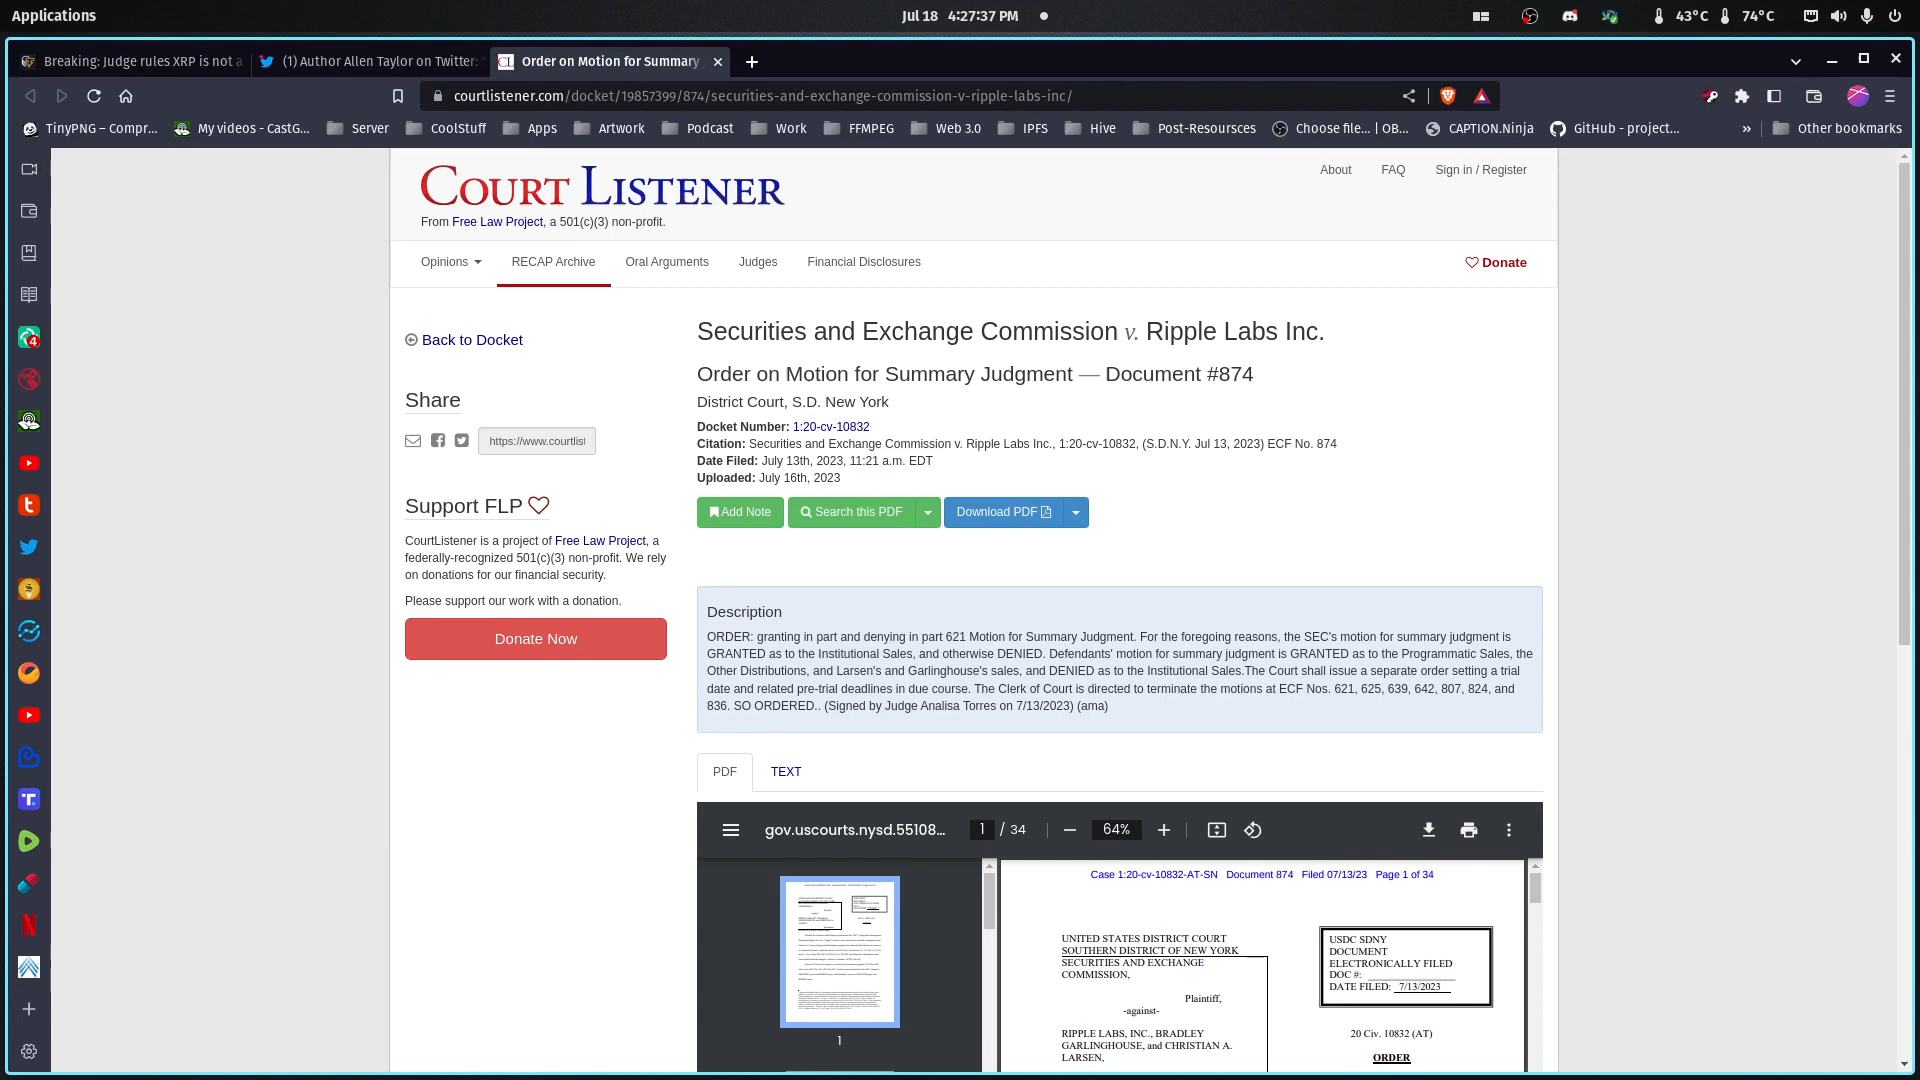 Applications
Jul 18 4:27:37 PM
43°C
74°C
Breaking: Judge rules XRP is not a
(1) Author Allen Taylor on Twitter: "
Order on Motion for Summary
courtlistener.com/docket/19857399/874/securities-and-exchange-commission-v-ripple-labs-inc/
TinyPNG – Compr...
My videos - CastG...
Server
CoolStuff
Apps
Artwork
Podcast
Work
FFMPEG
Web 3.0
IPFS
Hive
Post-Resoursces
Choose file... | OB...
CAPTION.Ninja
GitHub - project...
»
Other bookmarks
COURT LISTENER
From Free Law Project, a 501(c)(3) non-profit.
About
FAQ
Sign in / Register
Opinions
RECAP Archive
Oral Arguments
Judges
Financial Disclosures
Donate
Back to Docket
Share
https://www.courtlist
Support FLP
CourtListener is a project of Free Law Project, a
federally-recognized 501(c)(3) non-profit. We rely
on donations for our financial security.
Please support our work with a donation.
Donate Now
Securities and Exchange Commission v. Ripple Labs Inc.
Order on Motion for Summary Judgment — Document #874
District Court, S.D. New York
Docket Number: 1:20-cv-10832
Citation: Securities and Exchange Commission v. Ripple Labs Inc., 1:20-cv-10832, (S.D.N.Y. Jul 13, 2023) ECF No. 874
Date Filed: July 13th, 2023, 11:21 a.m. EDT
Uploaded: July 16th, 2023
Add Note
Search this PDF
Download PDF
Description
ORDER: granting in part and denying in part 621 Motion for Summary Judgment. For the foregoing reasons, the SEC's motion for summary judgment is
GRANTED as to the Institutional Sales, and otherwise DENIED. Defendants' motion for summary judgment is GRANTED as to the Programmatic Sales, the
Other Distributions, and Larsen's and Garlinghouse's sales, and DENIED as to the Institutional Sales.The Court shall issue a separate order setting a trial
date and related pre-trial deadlines in due course. The Clerk of Court is directed to terminate the motions at ECF Nos. 621, 625, 639, 642, 807, 824, and
836. SO ORDERED.. (Signed by Judge Analisa Torres on 7/13/2023) (ama)
PDF
TEXT
gov.uscourts.nysd.55108...
1 / 34
64%
1
Case 1:20-cv-10832-AT-SN Document 874 Filed 07/13/23 Page 1 of 34
UNITED STATES DISTRICT COURT
SOUTHERN DISTRICT OF NEW YORK
SECURITIES AND EXCHANGE
COMMISSION,
Plaintiff,
-against-
RIPPLE LABS, INC., BRADLEY
GARLINGHOUSE, and CHRISTIAN A.
LARSEN,
USDC SDNY
DOCUMENT
ELECTRONICALLY FILED
DOC #:
DATE FILED: 7/13/2023
20 Civ. 10832 (AT)
ORDER